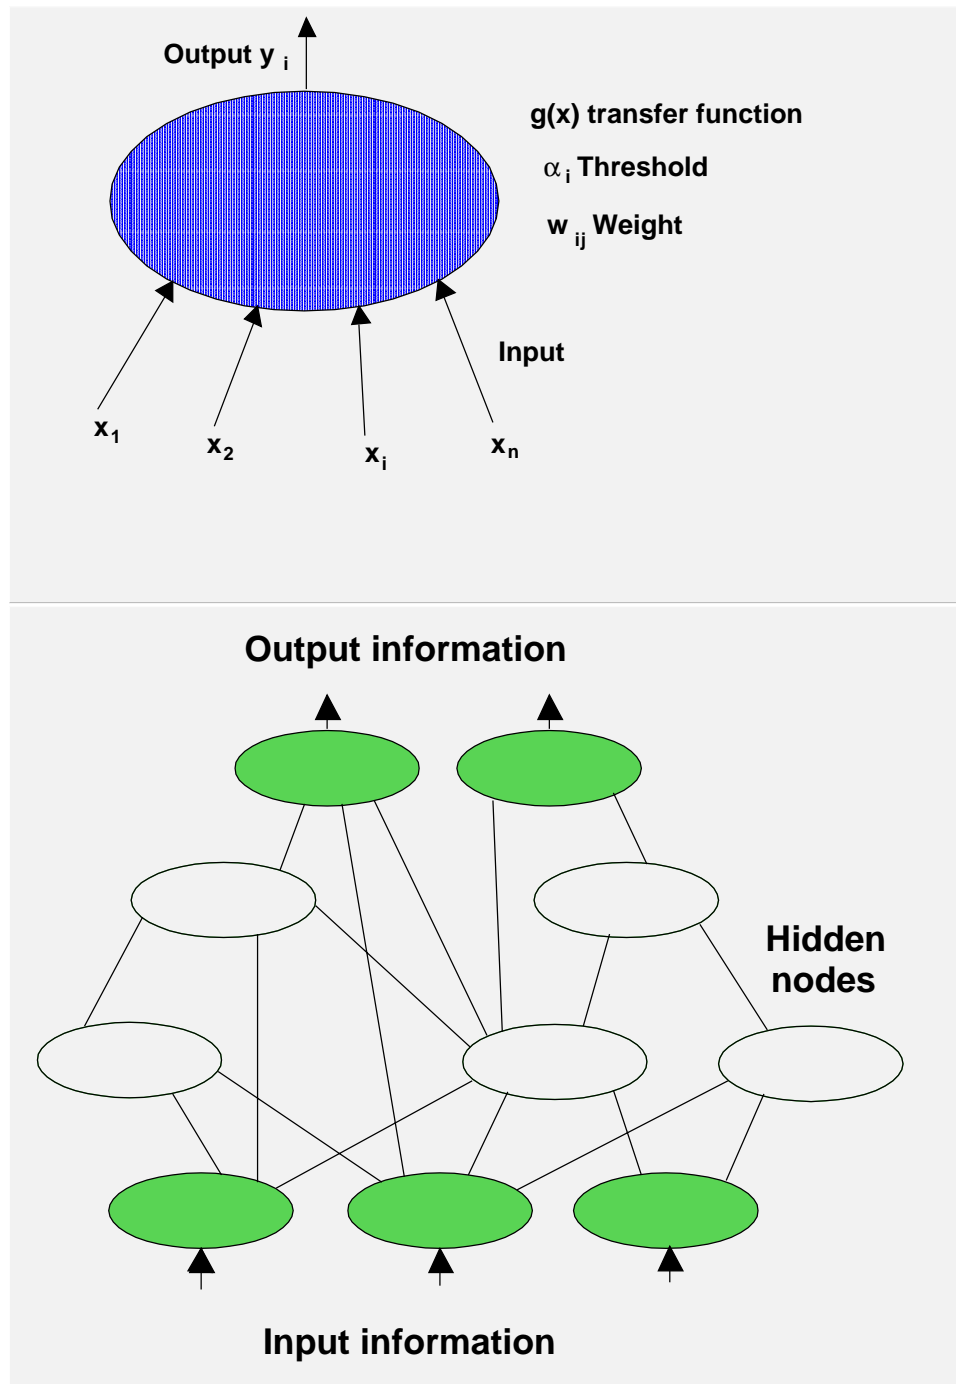 Output y i
g(x) transfer function
α i Threshold
w ij Weight
Input
x1
x2
xi
xn
Output information
Hidden
nodes
Input information